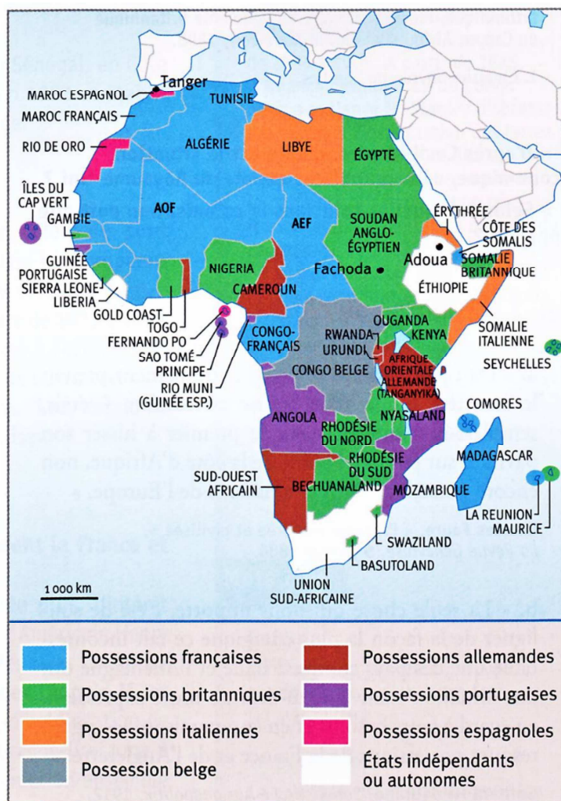 Tanger
MAROC ESPAGNOL
MAROC FRANÇAIS
TUNISIE
RIO DE ORO
ALGÉRIE
LIBYE
ÉGYPTE
ÎLES DU
CAP VERT
AOF
AEF
SOUDAN
ANGLO-
ÉGYPTIEN
ÉRYTHRÉE
CÔTE DES
SOMALIS
GAMBIE
Adoua
SOMALIE
BRITANNIQUE
GUINÉE
PORTUGAISE
NIGERIA
Fachoda
ÉTHIOPIE
SIERRA LEONE
LIBERIA
CAMEROUN
GOLD COAST
TOGO
FERNANDO PO
SAO TOMÉ
PRINCIPE
RIO MUNI
(GUINÉE ESP.)
CONGO-
FRANÇAIS
OUGANDA
KENYA
SOMALIE
ITALIENNE
RWANDA
URUNDI
CONGO BELGE
AFRIQUE
ORIENTALE
ALLEMANDE
(TANGANYIKA)
SEYCHELLES
ANGOLA
NYASALAND
COMORES
RHODÉSIE
DU NORD
MADAGASCAR
SUD-OUEST
AFRICAIN
RHODÉSIE
DU SUD
BECHUANALAND
MOZAMBIQUE
LA REUNION
MAURICE
SWAZILAND
BASUTOLAND
1 000 km
UNION
SUD-AFRICAINE
Possessions françaises
Possessions allemandes
Possessions britanniques
Possessions portugaises
Possessions italiennes
Possessions espagnoles
Possession belge
États indépendants
ou autonomes